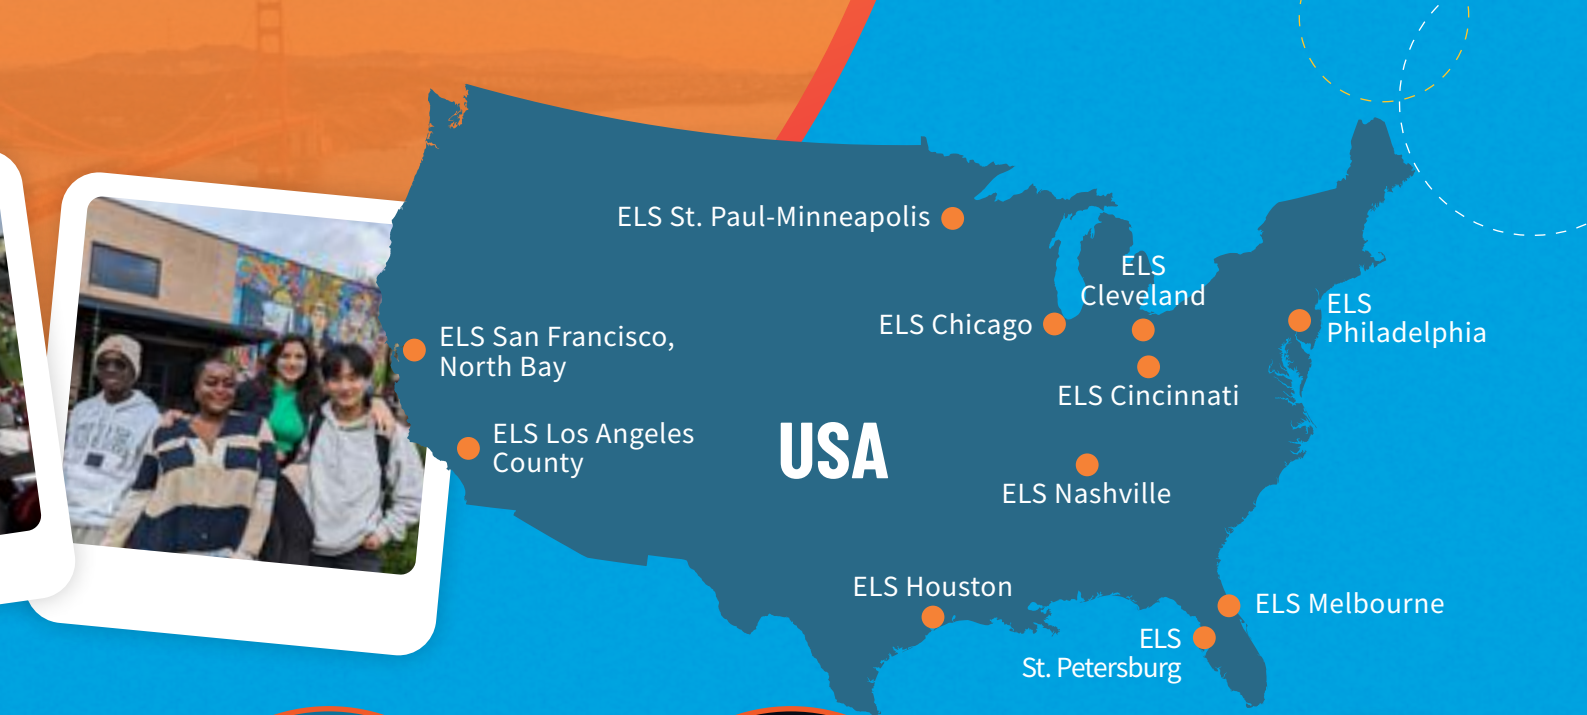 ELS St. Paul-Minneapolis
ELS
Cleveland
ELS Chicago
ELS
Philadelphia
ELS San Francisco,
North Bay
ELS Cincinnati
ELS Los Angeles
County
USA
ELS Nashville
ELS Houston
ELS Melbourne
ELS
St. Petersburg